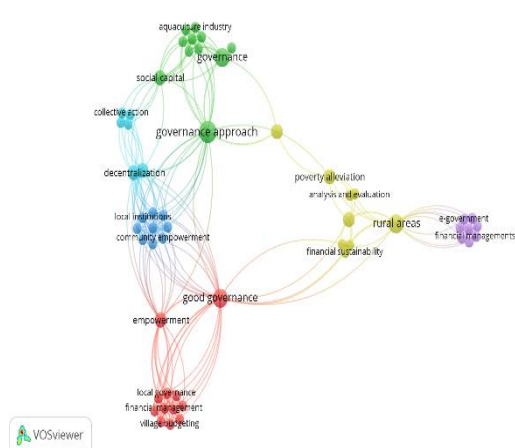 aquaculture industry
governance
social capital
collective action
governance approach
decentralization
poverty alleviation
analysis and evaluation
local institutions
community empowerment
rural areas
e-government
financial managements
financial sustainability
good governance
empowerment
local governance
financial management
village budgeting
VOSviewer